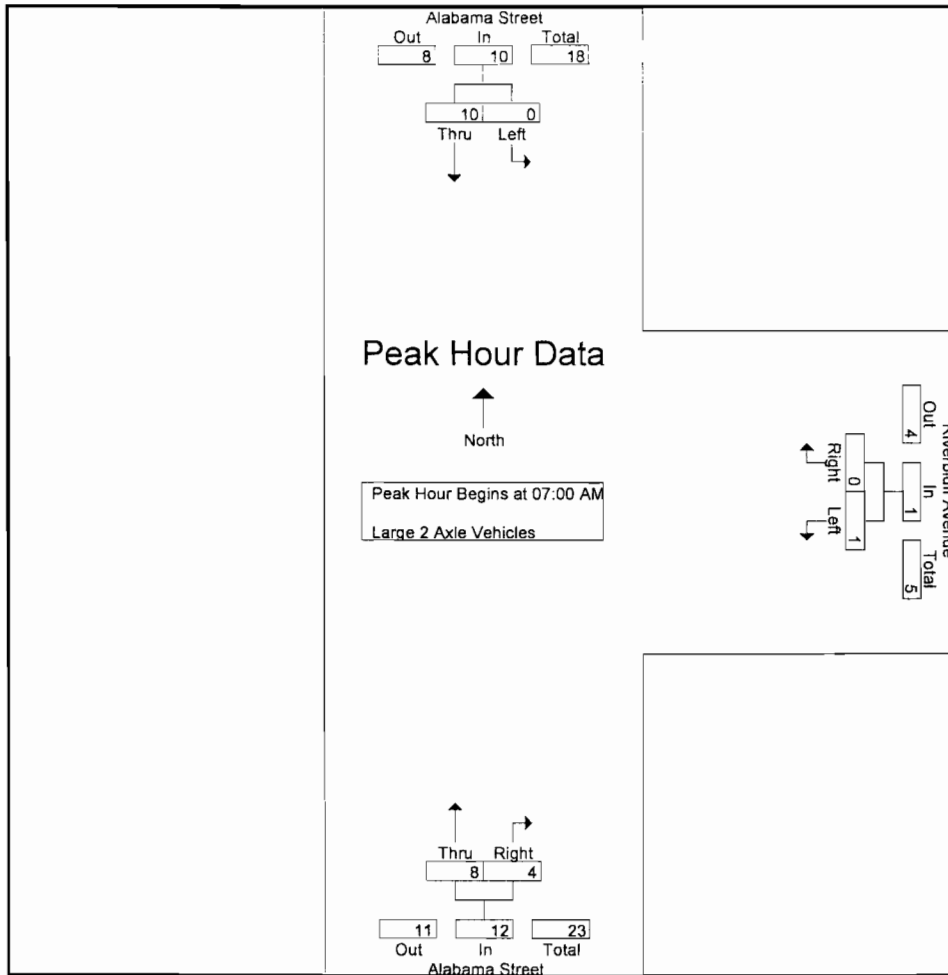 Alabama Street
Out In Total
8 10 18
10 0
Thru Left
Peak Hour Data
North
Peak Hour Begins at 07:00 AM
Large 2 Axle Vehicles
Out In Total
4 1 5
Right Left
0 1
Thru Right
8 4
11 12 23
Out In Total
Alabama Street